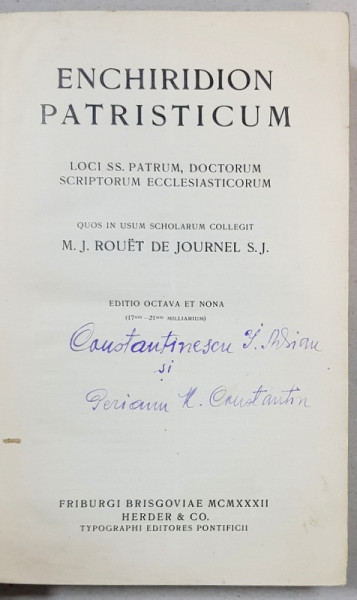 ENCHIRIDION
PATRISTICUM
LOCI SS. PATRUM, DOCTORUM
SCRIPTORUM ECCLESIASTICORUM
QUOS IN USUM SCHOLARUM COLLEGIT
M. J. ROUËT DE JOURNEL S.J.
EDITIO OCTAVA ET NONA
(17um—21um MILLIARIUM)
Constantinescu I. Adrian
și
M. Constantin
FRIBURGI BRISGOVIAE MCMXXXII
HERDER & CO.
TYPOGRAPHI EDITORES PONTIFICII